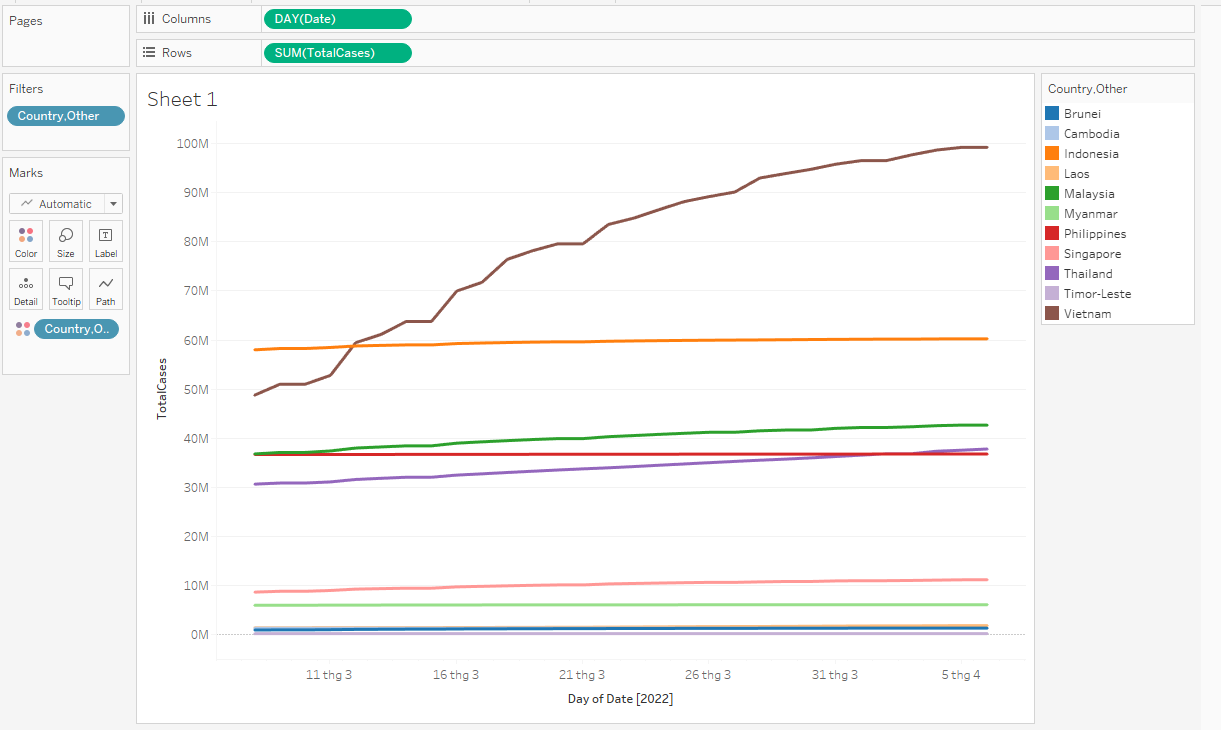 Pages
Columns
DAY(Date)
Rows
SUM(TotalCases)
Filters
Country,Other
Marks
Automatic
Color
Size
Label
Detail
Tooltip
Path
Country,O..
Sheet 1
TotalCases
100M
90M
80M
70M
60M
50M
40M
30M
20M
10M
0M
11 thg 3
16 thg 3
21 thg 3
26 thg 3
31 thg 3
5 thg 4
Day of Date [2022]
Country,Other
Brunei
Cambodia
Indonesia
Laos
Malaysia
Myanmar
Philippines
Singapore
Thailand
Timor-Leste
Vietnam